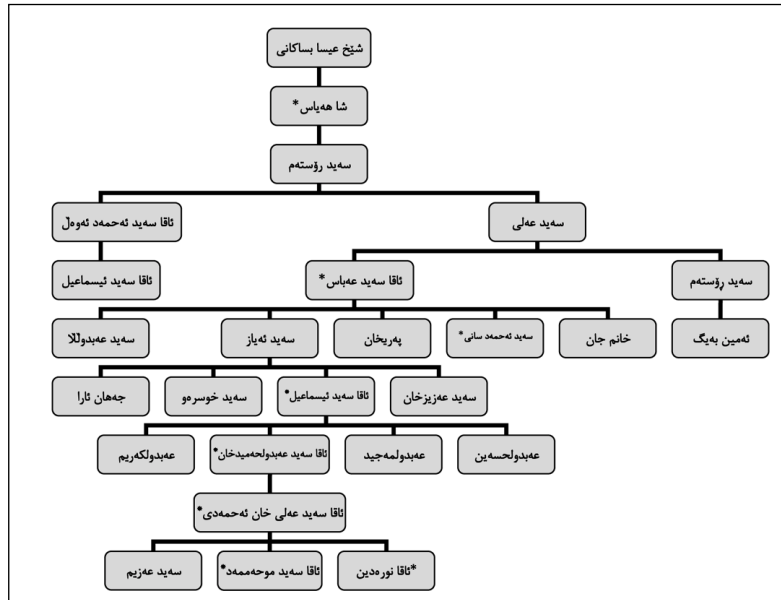 شێخ عیسا بساکانی
شا هەیاس*
سەید رۆستەم
سەید عەلی
ئاقا سەید ئەحمەد ئەوەڵ
سەید ڕۆستەم
ئاقا سەید عەباس*
ئاقا سەید ئیسماعیل
ئەمین بەیگ
خانم جان
سەید ئەحمەد سانی*
پەریخان
سەید ئەیاز
سەید عەبدوڵڵا
سەید عەزیزخان
ئاقا سەید ئیسماعیل*
سەید خوسرەو
جەهان ئارا
عەبدولحسەین
عەبدولمەجید
ئاقا سەید عەبدولحەمیدخان*
عەبدولکەریم
ئاقا سەید عەلی خان ئەحمەدی*
*ئاقا نورەدین
ئاقا سەید موحەممەد*
سەید عەزیم